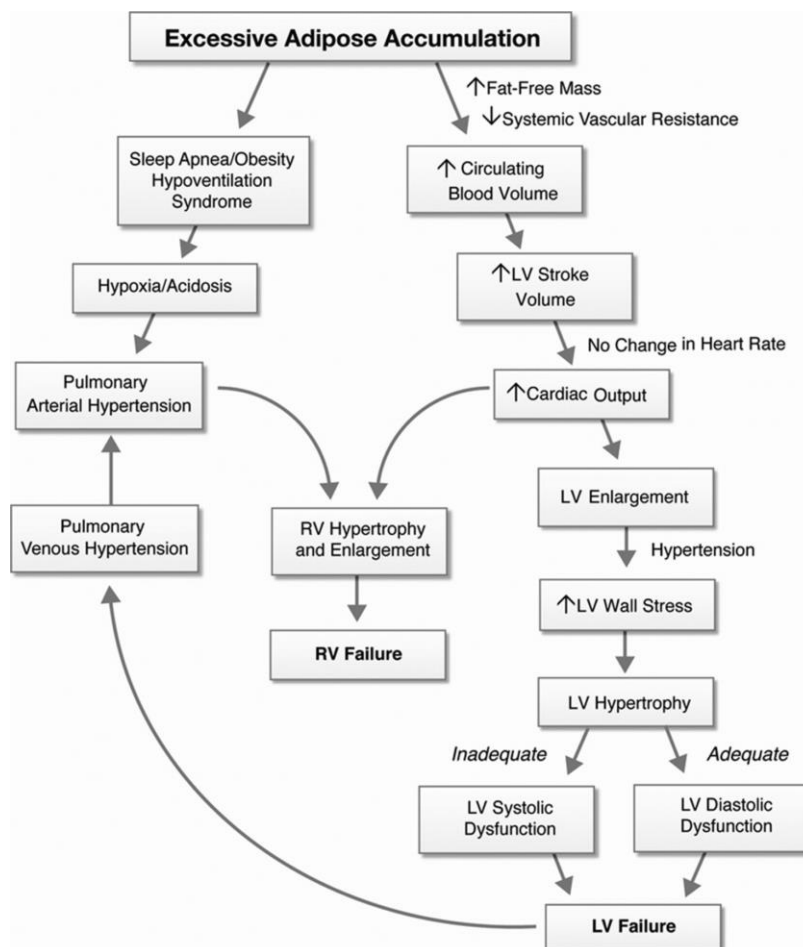 Excessive Adipose Accumulation
↑Fat-Free Mass
↓Systemic Vascular Resistance
Sleep Apnea/Obesity
Hypoventilation
Syndrome
↑ Circulating
Blood Volume
Hypoxia/Acidosis
↑LV Stroke
Volume
No Change in Heart Rate
Pulmonary
Arterial Hypertension
↑Cardiac Output
Pulmonary
Venous Hypertension
RV Hypertrophy
and Enlargement
LV Enlargement
Hypertension
↑LV Wall Stress
RV Failure
LV Hypertrophy
Inadequate
Adequate
LV Systolic
Dysfunction
LV Diastolic
Dysfunction
LV Failure